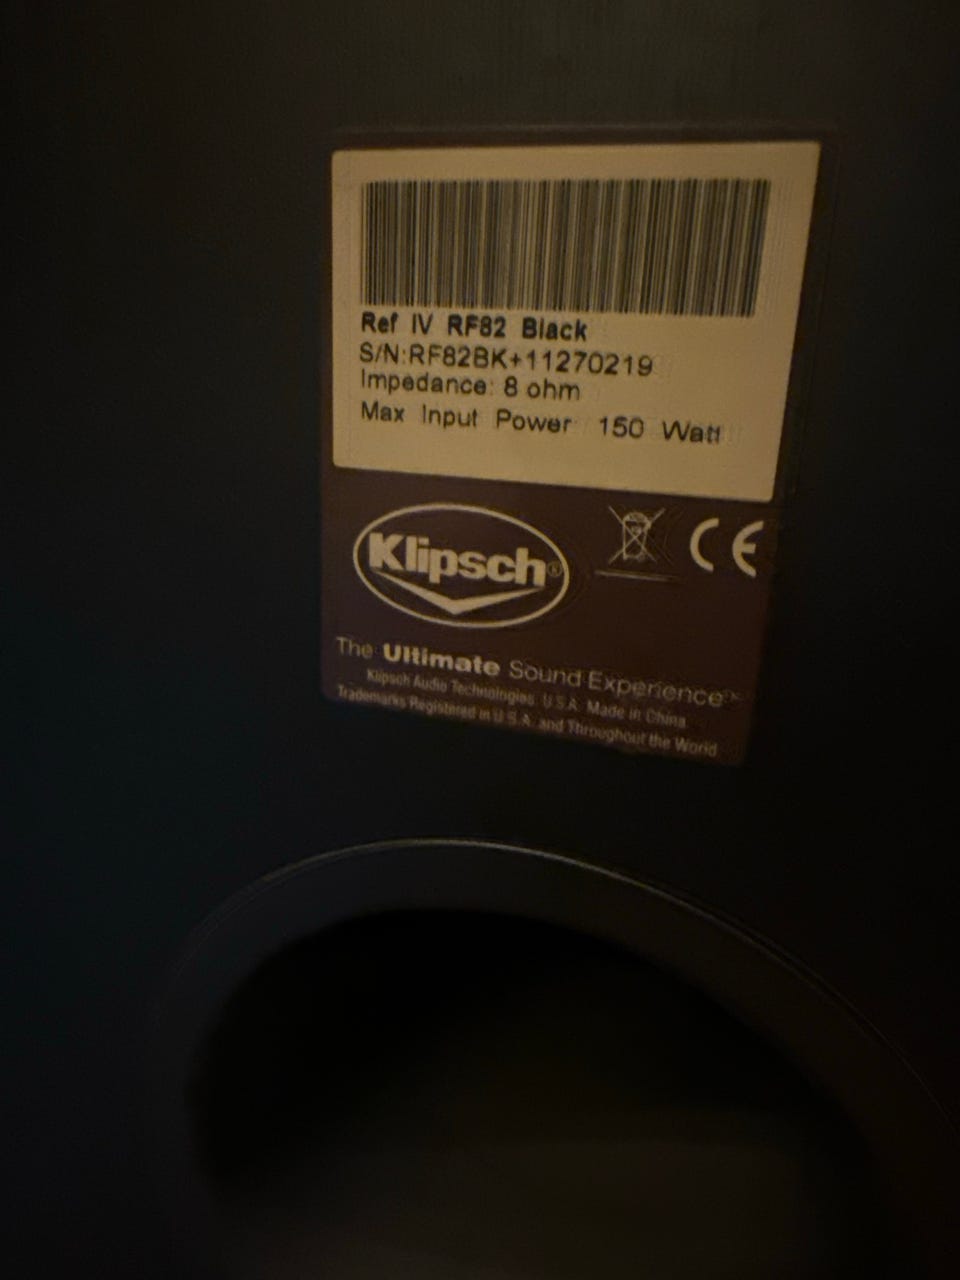 Ref IV RF82 Black
S/N:RF82BK+11270219
Impedance: 8 ohm
Max Input Power: 150 Watt
Klipsch®
CE
The Ultimate Sound Experience™
Klipsch Audio Technologies, U.S.A. Made in China
Trademarks Registered in U.S.A. and Throughout the World